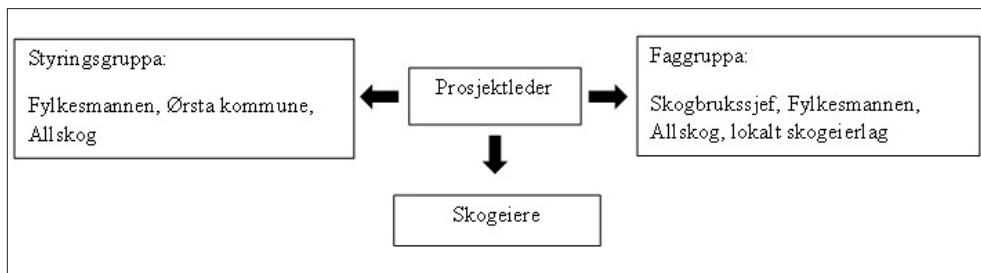 Styringsgruppa:
Fylkesmannen, Ørsta kommune,
Allskog
Prosjektleder
Faggruppa:
Skogbrukssjef, Fylkesmannen,
Allskog, lokalt skogeierlag
Skogeiere